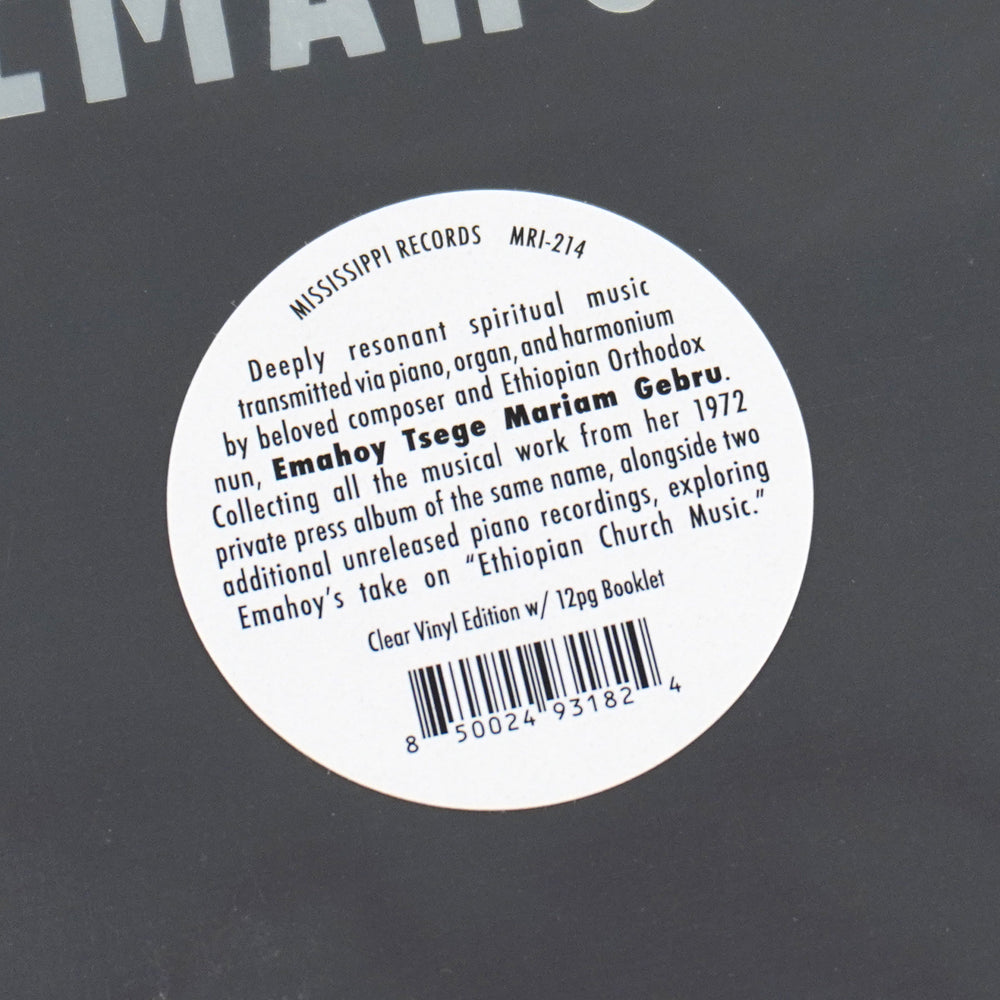 EMAHO
MISSISSIPPI RECORDS MRI-214
Deeply resonant spiritual music
transmitted via piano, organ, and harmonium
by beloved composer and Ethiopian Orthodox
nun, Emahoy Tsege Mariam Gebru.
Collecting all the musical work from her 1972
private press album of the same name, alongside two
additional unreleased piano recordings, exploring
Emahoy's take on "Ethiopian Church Music."
Clear Vinyl Edition w/ 12pg Booklet
8 50024 93182 4